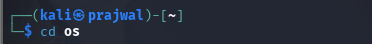 ┌──(kali㉿prajwal)-[~]
└─$ cd os